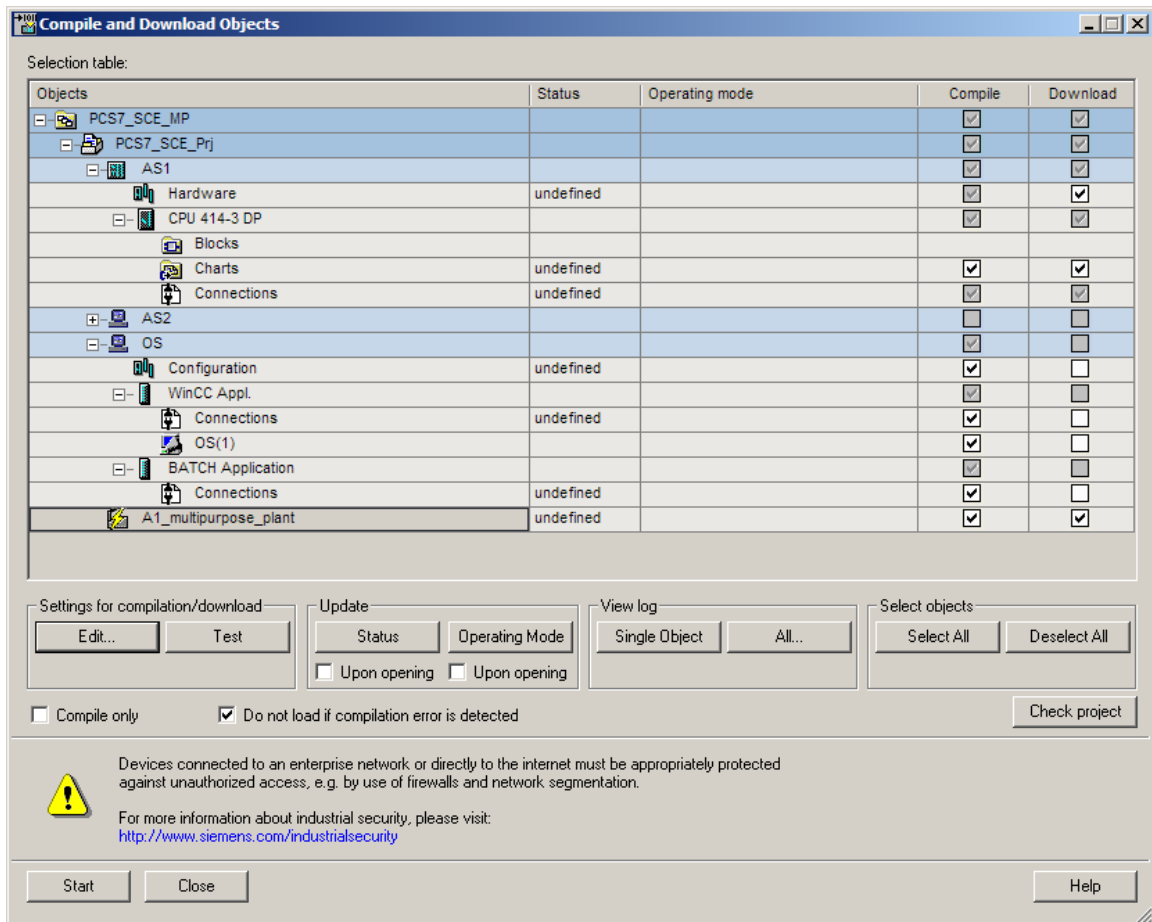 Compile and Download Objects
Selection table:
Objects Status Operating mode Compile Download
PCS7_SCE_MP
PCS7_SCE_Prj
AS1
Hardware undefined
CPU 414-3 DP
Blocks
Charts undefined
Connections undefined
AS2
OS
Configuration undefined
WinCC Appl.
Connections undefined
OS(1)
BATCH Application
Connections undefined
A1_multipurpose_plant undefined
Settings for compilation/download Update View log Select objects
Edit... Test Status Operating Mode Single Object All... Select All Deselect All
Upon opening Upon opening
Compile only Do not load if compilation error is detected Check project
Devices connected to an enterprise network or directly to the internet must be appropriately protected
against unauthorized access, e.g. by use of firewalls and network segmentation.
For more information about industrial security, please visit:
http://www.siemens.com/industrialsecurity
Start Close Help